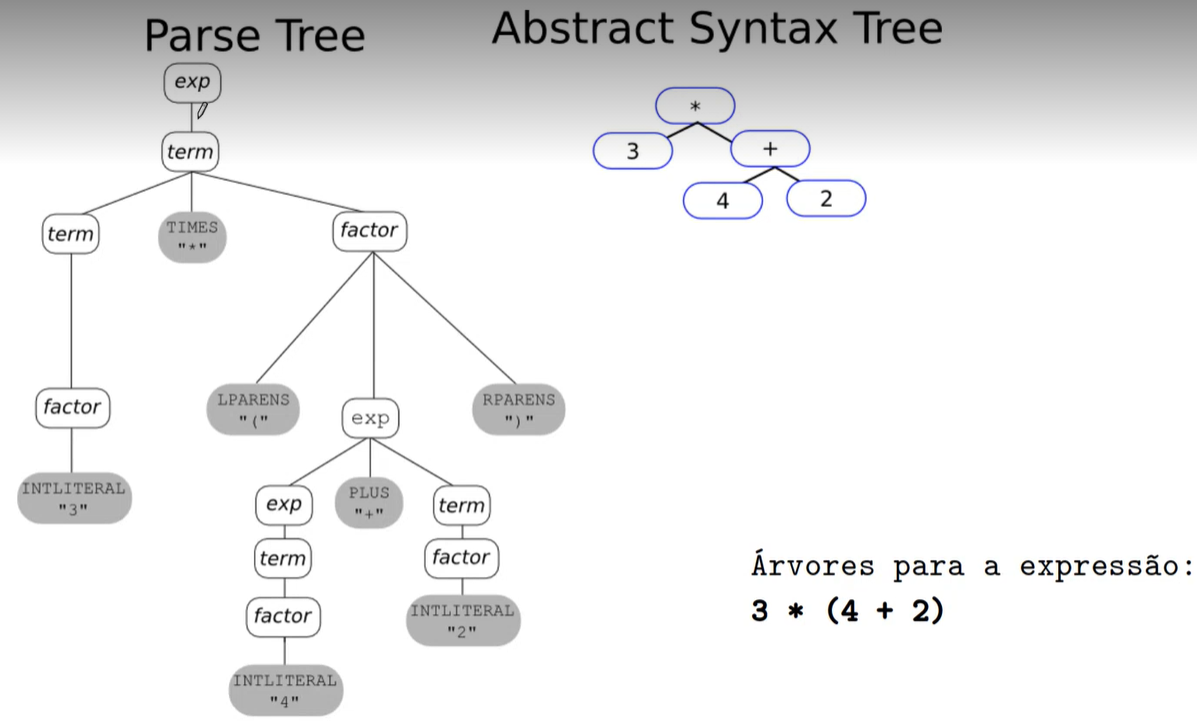 Parse Tree
Abstract Syntax Tree
exp
term
term
TIMES
"*"
factor
factor
LPARENS
"("
exp
RPARENS
")"
INTLITERAL
"3"
exp
PLUS
"+"
term
term
factor
factor
INTLITERAL
"2"
INTLITERAL
"4"
*
3
+
4
2
Árvores para a expressão:
3 * (4 + 2)